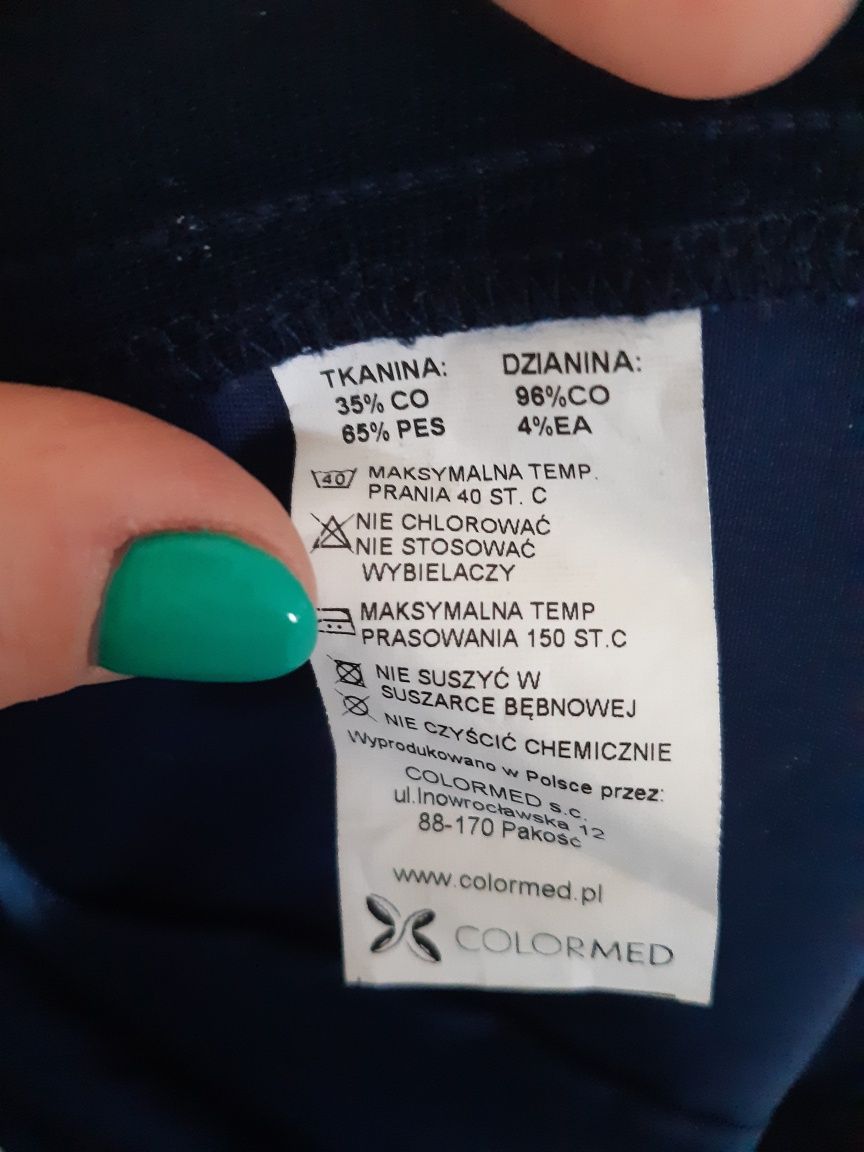 TKANINA:
35% CO
65% PES
DZIANINA:
96%CO
4%EA
40 MAKSYMALNA TEMP.
PRANIA 40 ST. C
NIE CHLOROWAĆ
NIE STOSOWAĆ
WYBIELACZY
MAKSYMALNA TEMP
PRASOWANIA 150 ST.C
NIE SUSZYĆ W
SUSZARCE BĘBNOWEJ
NIE CZYŚCIĆ CHEMICZNIE
Wyprodukowano w Polsce przez:
COLORMED s.c.
ul.Inowrocławska 12
88-170 Pakość
www.colormed.pl
COLORMED